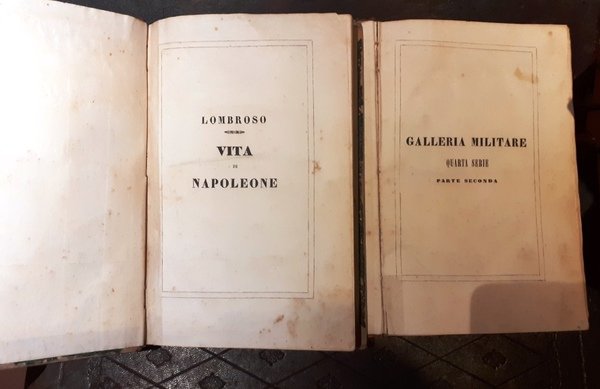 LOMBROSO
VITA
DI
NAPOLEONE
GALLERIA MILITARE
QUARTA SERIE
PARTE SECONDA